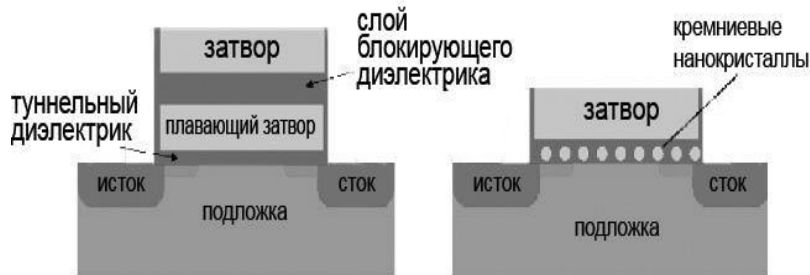 затвор
слой
блокирующего
диэлектрика
туннельный
диэлектрик
плавающий затвор
исток
сток
подложка
кремниевые
нанокристаллы
затвор
исток
сток
подложка